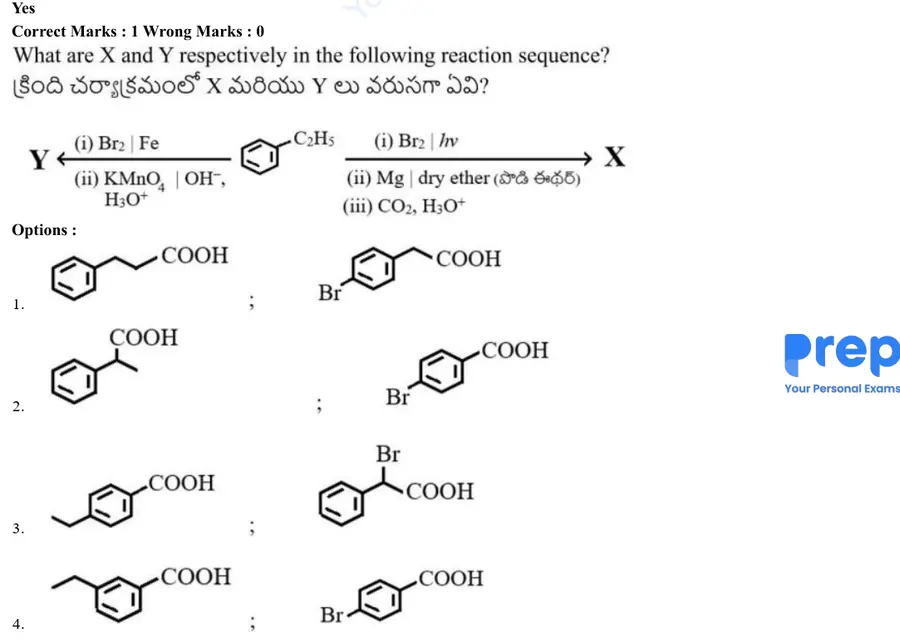 Yes
Correct Marks : 1 Wrong Marks : 0
What are X and Y respectively in the following reaction sequence?
క్రింది చర్యాక్రమంలో X మరియు Y లు వరుసగా ఏవి?
Y (i) Br₂ | Fe C₂H₅ (i) Br₂ | hν X
(ii) KMnO₄ | OH⁻, (ii) Mg | dry ether (పొడి ఈథర్)
H₃O⁺ (iii) CO₂, H₃O⁺
Options :
1. COOH ; Br COOH
2. COOH ; Br COOH
3. COOH ; Br COOH
4. COOH ; Br COOH
Prep
Your Personal Exams